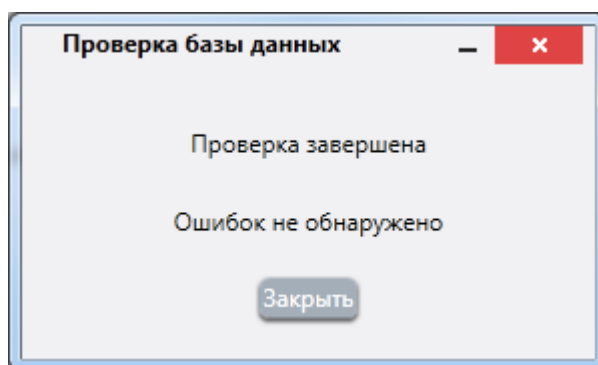 Проверка базы данных
Проверка завершена
Ошибок не обнаружено
Закрыть